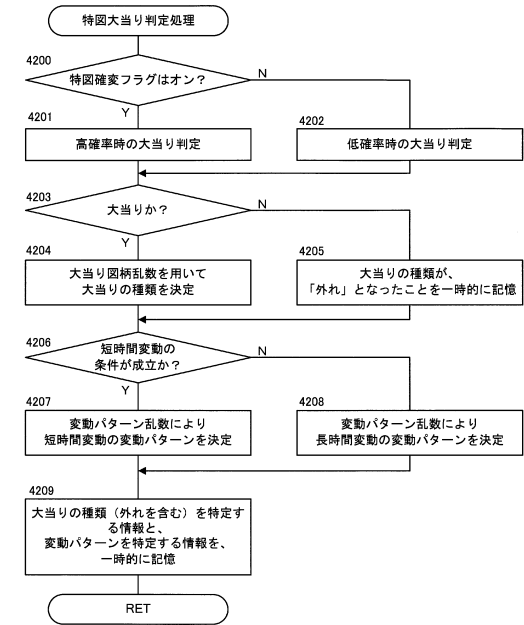 特図大当り判定処理
4200
特図確変フラグはオン？
N
Y
4201
高確率時の大当り判定
4202
低確率時の大当り判定
4203
大当りか？
N
Y
4204
大当り図柄乱数を用いて
大当りの種類を決定
4205
大当りの種類が、
「外れ」となったことを一時的に記憶
4206
短時間変動の
条件が成立か？
N
Y
4207
変動パターン乱数により
短時間変動の変動パターンを決定
4208
変動パターン乱数により
長時間変動の変動パターンを決定
4209
大当りの種類（外れを含む）を特定す
る情報と、
変動パターンを特定する情報を、
一時的に記憶
RET